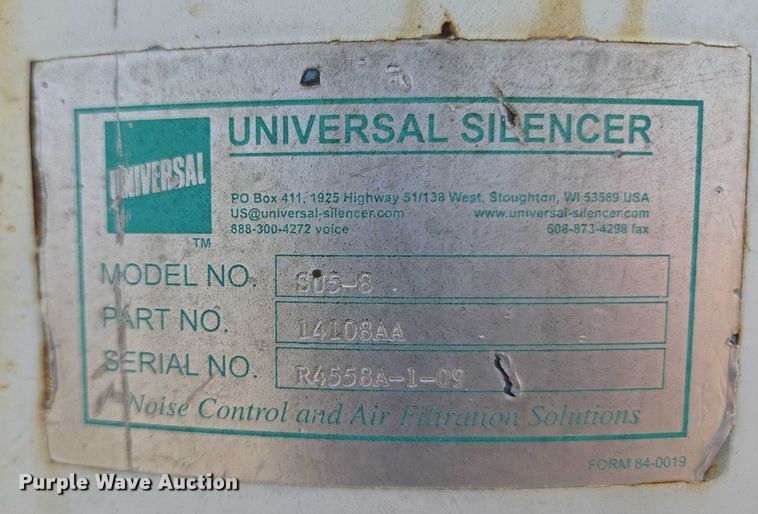 UNIVERSAL
UNIVERSAL SILENCER
PO Box 411, 1925 Highway 51/138 West, Stoughton, WI 53589 USA
US@universal-silencer.com www.universal-silencer.com
888-300-4272 voice 608-873-4298 fax
TM
MODEL NO. SU5-8
PART NO. 14108AA
SERIAL NO. R4558A-1-09
Noise Control and Air Filtration Solutions
FORM 84-0019
Purple Wave Auction